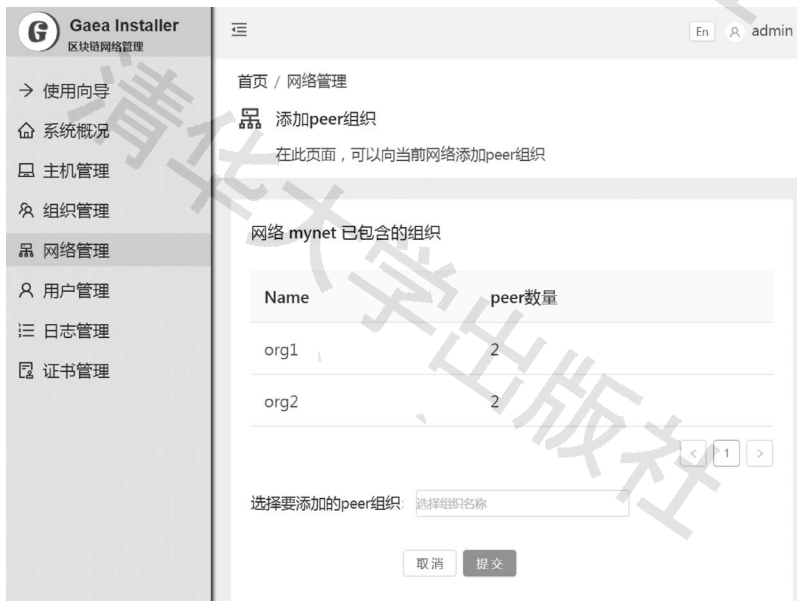 G
Gaea Installer
区块链网络管理
En admin
使用向导
系统概况
主机管理
组织管理
网络管理
用户管理
日志管理
证书管理
首页 / 网络管理
添加peer组织
在此页面，可以向当前网络添加peer组织
网络 mynet 已包含的组织
Name peer数量
org1 2
org2 2
< 1 >
选择要添加的peer组织: 选择组织名称
取消 提交
清华大学出版社